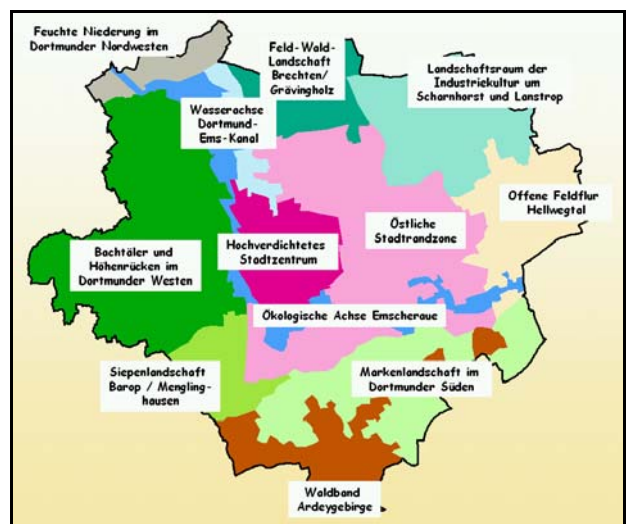 Feuchte Niederung im
Dortmunder Nordwesten
Feld-Wald-
Landschaft
Brechten/
Grävingholz
Landschaftsraum der
Industriekultur um
Scharnhorst und Lanstrop
Wasserachse
Dortmund-
Ems-Kanal
Offene Feldflur
Hellwegtal
Östliche
Stadtrandzone
Hochverdichtetes
Stadtzentrum
Bachtäler und
Höhenrücken im
Dortmunder Westen
Ökologische Achse Emscheraue
Siepenlandschaft
Barop / Mengling-
hausen
Markenlandschaft im
Dortmunder Süden
Waldband
Ardeygebirge